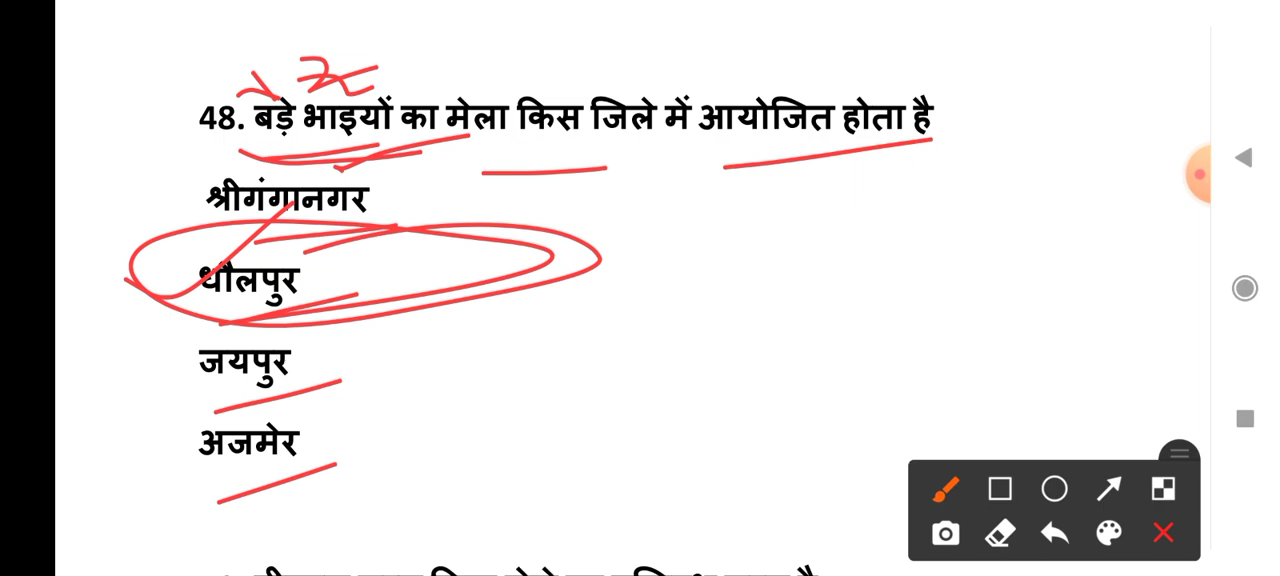 48. बड़े भाइयों का मेला किस जिले में आयोजित होता है
श्रीगंगानगर
धौलपुर
जयपुर
अजमेर